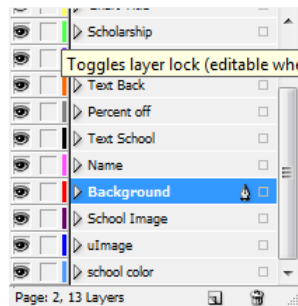 Scholarship
Toggles layer lock (editable whe
Text Back
Percent off
Text School
Name
Background
School Image
uImage
school color
Page: 2, 13 Layers